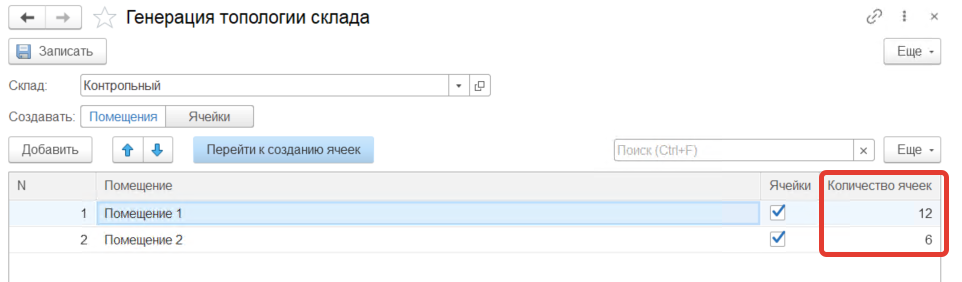 Генерация топологии склада
Записать
Еще
Склад: Контрольный
Создавать: Помещения Ячейки
Добавить Перейти к созданию ячеек Поиск (Ctrl+F) × Еще
N Помещение Ячейки Количество ячеек
1 Помещение 1 12
2 Помещение 2 6